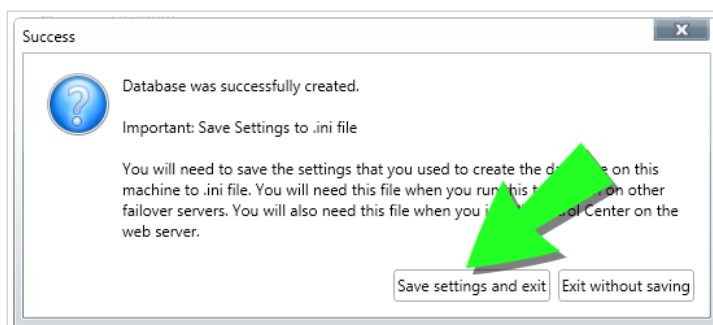 Success
Database was successfully created.
Important: Save Settings to .ini file
You will need to save the settings that you used to create the on this
machine to .ini file. You will need this file when you run this on other
failover servers. You will also need this file when you Center on the
web server.
Save settings and exit Exit without saving